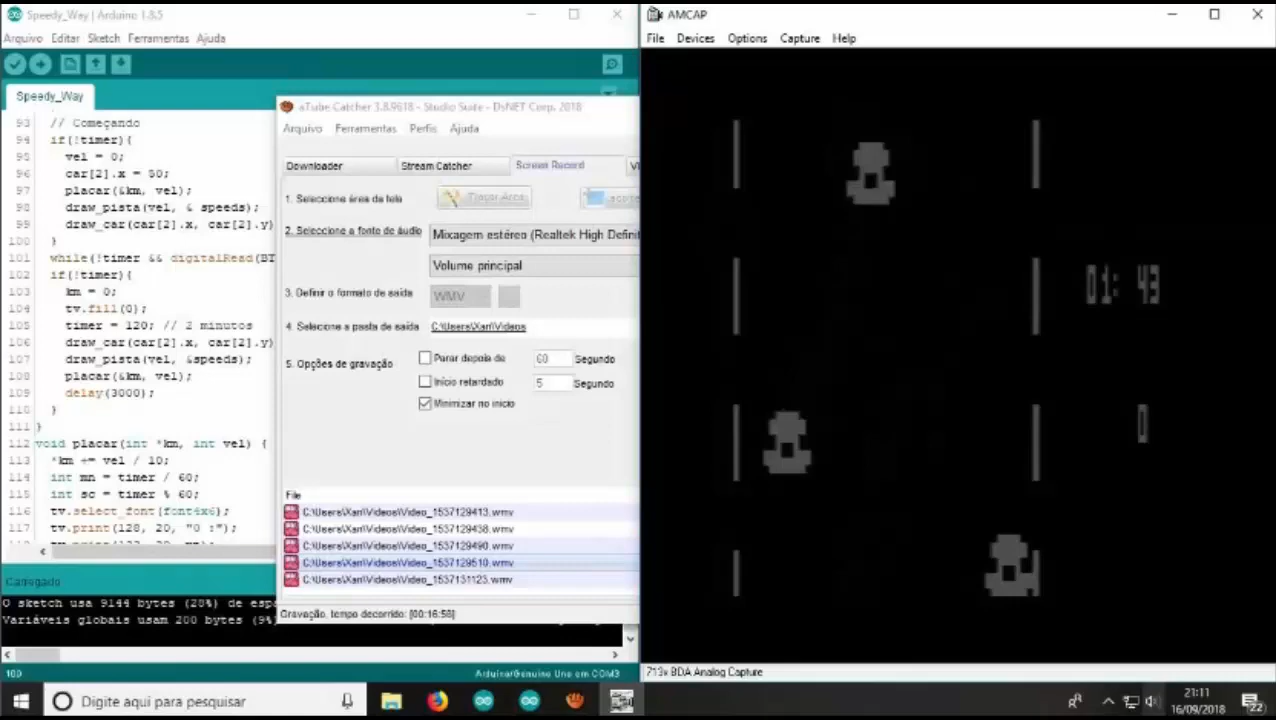 Speedy_Way | Arduino 1.8.5
Arquivo Editar Sketch Ferramentas Ajuda
Speedy_Way
93 // Começando
94 if(!timer){
95 vel = 0;
96 car[2].x = 50;
97 placar(&km, vel);
98 draw_pista(vel, & speeds);
99 draw_car(car[2].x, car[2].y)
100 }
101 while(!timer && digitalRead(BT
102 if(!timer){
103 km = 0;
104 tv.fill(0);
105 timer = 120; // 2 minutos
106 draw_car(car[2].x, car[2].y)
107 draw_pista(vel, &speeds);
108 placar(&km, vel);
109 delay(3000);
110 }
111 }
112 void placar(int *km, int vel) {
113 *km += vel / 10;
114 int mn = timer / 60;
115 int sc = timer % 60;
116 tv.select_font(font4x6);
117 tv.print(128, 20, "0 :");
Carregado
O sketch usa 9144 bytes (28%) de esp
Variáveis globais usam 200 bytes (9%)
100
Arduino/Genuino Uno em COM3
aTube Catcher 3.8.9618 - Studio Suite - DsNET Corp. 2018
Arquivo Ferramentas Perfis Ajuda
Downloader Stream Catcher Screen Record
1. Selecione área da tela
2. Selecione a fonte de áudio Mixagem estéreo (Realtek High Definit
Volume principal
3. Definir o formato de saída WMV
4. Selecione a pasta de saída C:\Users\Xan\Videos
5. Opções de gravação
Parar depois de 60 Segundo
Início retardado 5 Segundo
Minimizar no início
File
C:\Users\Xan\Videos\Video_1537129413.wmv
C:\Users\Xan\Videos\Video_1537129438.wmv
C:\Users\Xan\Videos\Video_1537129490.wmv
C:\Users\Xan\Videos\Video_1537129510.wmv
C:\Users\Xan\Videos\Video_1537131123.wmv
Gravação, tempo decorrido: [00:16:58]
AMCAP
File Devices Options Capture Help
01: 43
0
713x BDA Analog Capture
Digite aqui para pesquisar
21:11
16/09/2018
22